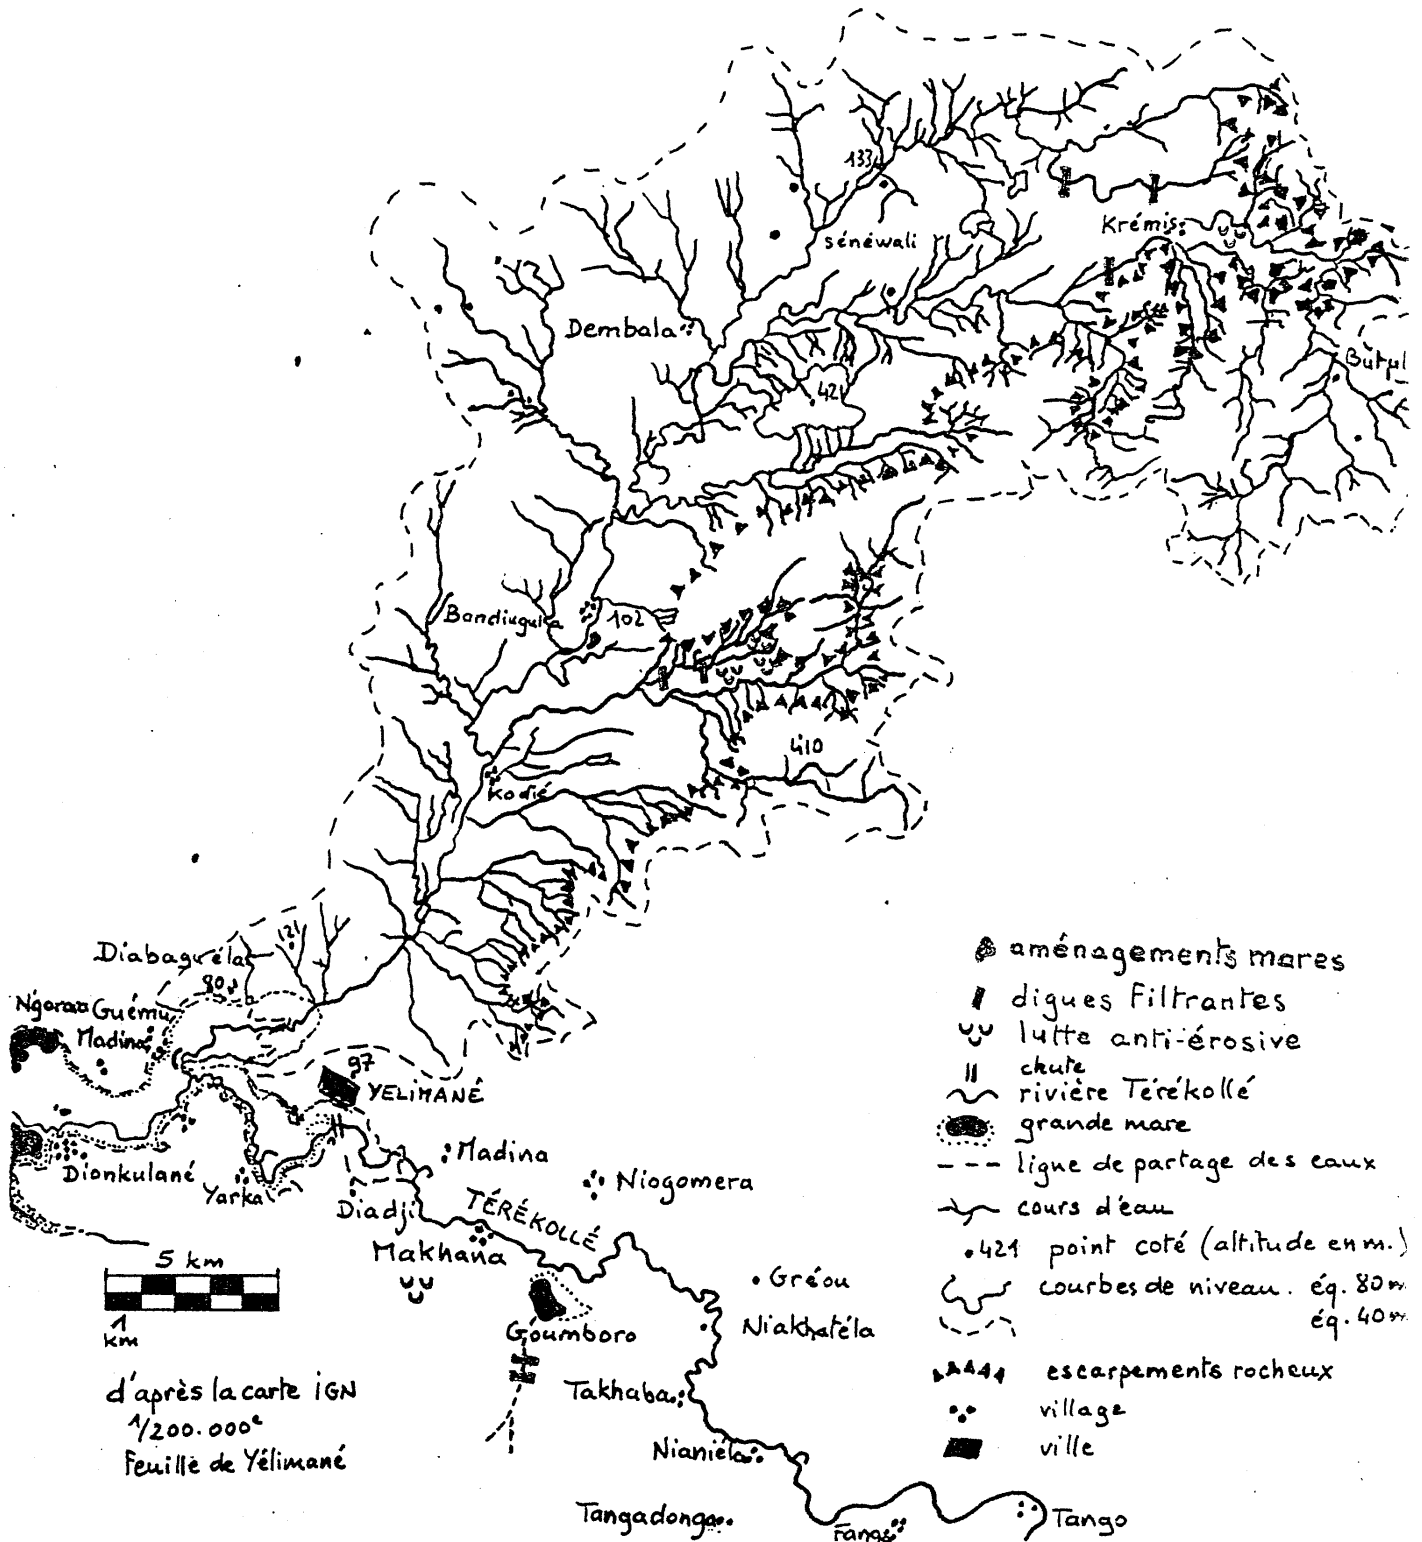 133
Krémis
Sénéwali
Dembala
421
102
410
Kodié
121
Diabaguéla
80
Guému
Madina
97
YELIMANÉ
Dionkulané
Yarka
Madina
Niogomera
Diadji
TÉRÉKOLLÉ
Makhana
Gréou
Goumboro
Niakhatéla
Takhaba
Nianiéla
Tangadonga
Fanga
Tango
5 km
1
km
d'après la carte iGN
1/200.000e
Feuille de Yélimané
aménagements mares
digues Filtrantes
lutte anti-érosive
chute
rivière Térékollé
grande mare
ligne de partage des eaux
cours d'eau
.421 point coté (altitude en m.)
courbes de niveau. éq. 80 m.
éq. 40 m.
escarpements rocheux
village
ville